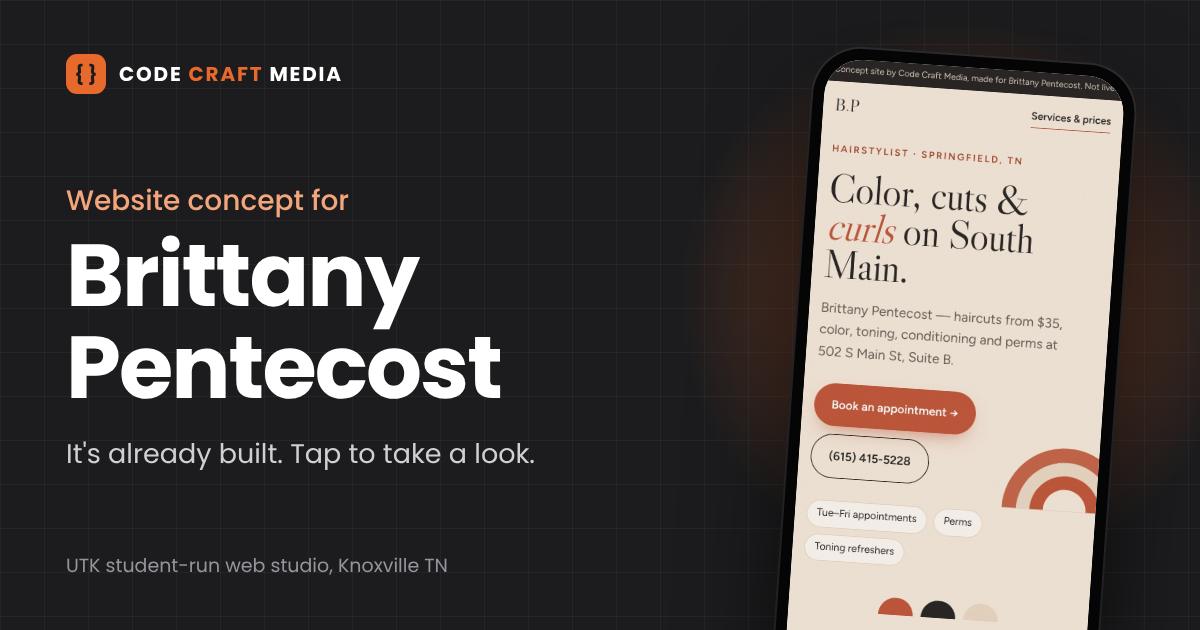 { } CODE CRAFT MEDIA
Website concept for
Brittany
Pentecost
It's already built. Tap to take a look.
UTK student-run web studio, Knoxville TN
Concept site by Code Craft Media, made for Brittany Pentecost. Not live
B.P
Services & prices
HAIRSTYLIST · SPRINGFIELD, TN
Color, cuts &
curls on South
Main.
Brittany Pentecost — haircuts from $35,
color, toning, conditioning and perms at
502 S Main St, Suite B.
Book an appointment →
(615) 415-5228
Tue–Fri appointments
Perms
Toning refreshers